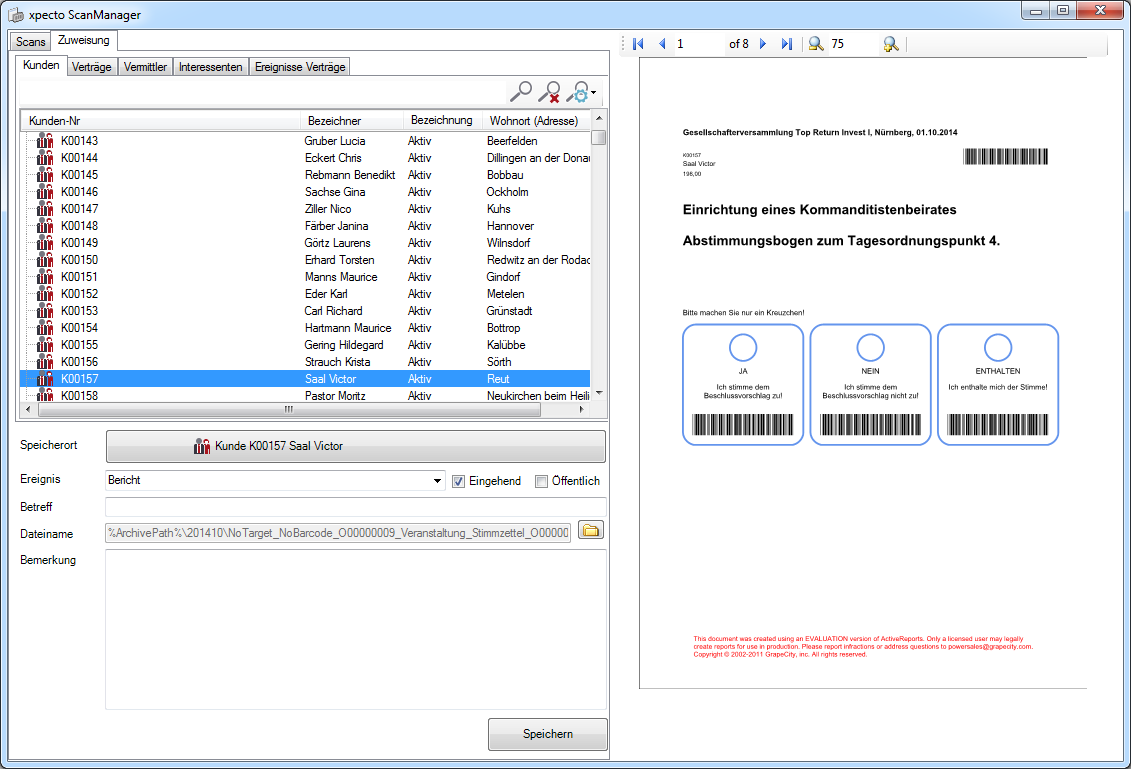 xpecto ScanManager
Scans Zuweisung
Kunden Verträge Vermittler Interessenten Ereignisse Verträge
Kunden-Nr Bezeichner Bezeichnung Wohnort (Adresse)
K00143 Gruber Lucia Aktiv Beerfelden
K00144 Eckert Chris Aktiv Dillingen an der Donau
K00145 Rebmann Benedikt Aktiv Bobbau
K00146 Sachse Gina Aktiv Ockholm
K00147 Ziller Nico Aktiv Kuhs
K00148 Färber Janina Aktiv Hannover
K00149 Görtz Laurens Aktiv Wilnsdorf
K00150 Erhard Torsten Aktiv Redwitz an der Rodac
K00151 Manns Maurice Aktiv Gindorf
K00152 Eder Karl Aktiv Metelen
K00153 Carl Richard Aktiv Grünstadt
K00154 Hartmann Maurice Aktiv Bottrop
K00155 Gering Hildegard Aktiv Kalübbe
K00156 Strauch Krista Aktiv Sörth
K00157 Saal Victor Aktiv Reut
K00158 Pastor Moritz Aktiv Neukirchen beim Heili
Speicherort Kunde K00157 Saal Victor
Ereignis Bericht Eingehend Öffentlich
Betreff
Dateiname %ArchivePath%\201410\NoTarget_NoBarcode_O00000009_Veranstaltung_Stimmzettel_O00000
Bemerkung
Speichern
1 of 8 75
Gesellschafterversammlung Top Return Invest I, Nürnberg, 01.10.2014
K00157
Saal Victor
198,00
Einrichtung eines Kommanditistenbeirates
Abstimmungsbogen zum Tagesordnungspunkt 4.
Bitte machen Sie nur ein Kreuzchen!
JA
Ich stimme dem
Beschlussvorschlag zu!
NEIN
Ich stimme dem
Beschlussvorschlag nicht zu!
ENTHALTEN
Ich enthalte mich der Stimme!
This document was created using an EVALUATION version of ActiveReports. Only a licensed user may legally
create reports for use in production. Please report infractions or address questions to powersales@grapecity.com.
Copyright © 2002-2011 GrapeCity, inc. All rights reserved.